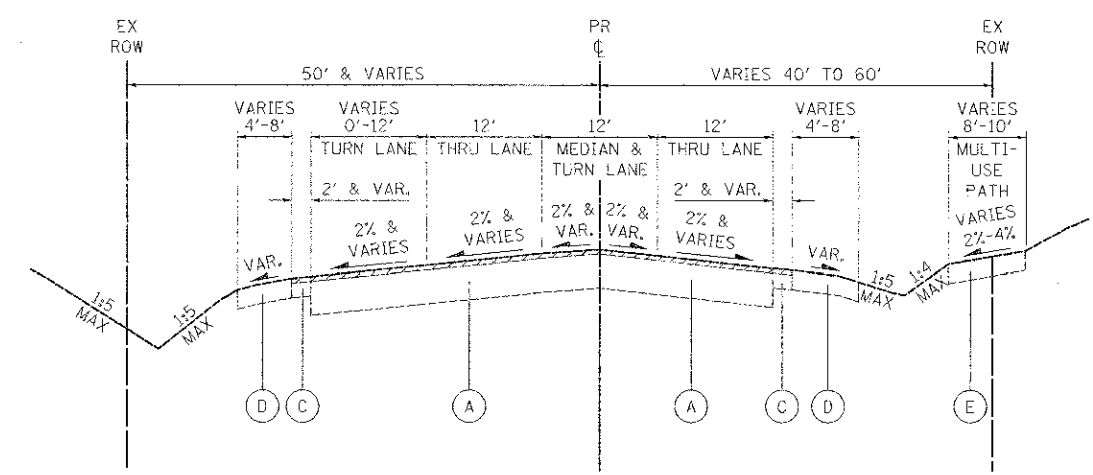 EX
ROW
PR
℄
EX
ROW
50' & VARIES
VARIES 40' TO 60'
VARIES
4'-8'
VARIES
0'-12'
12'
12'
12'
VARIES
4'-8'
VARIES
8'-10'
TURN LANE
THRU LANE
MEDIAN &
TURN LANE
THRU LANE
MULTI-
USE
PATH
2' & VAR.
2' & VAR.
VARIES
2%-4%
VAR.
2% &
VARIES
2% &
VARIES
2% &
VAR.
2% &
VAR.
2% &
VARIES
VAR.
1:5
MAX
1:5
MAX
1:5
MAX
1:4
MAX
D
C
A
A
C
D
E